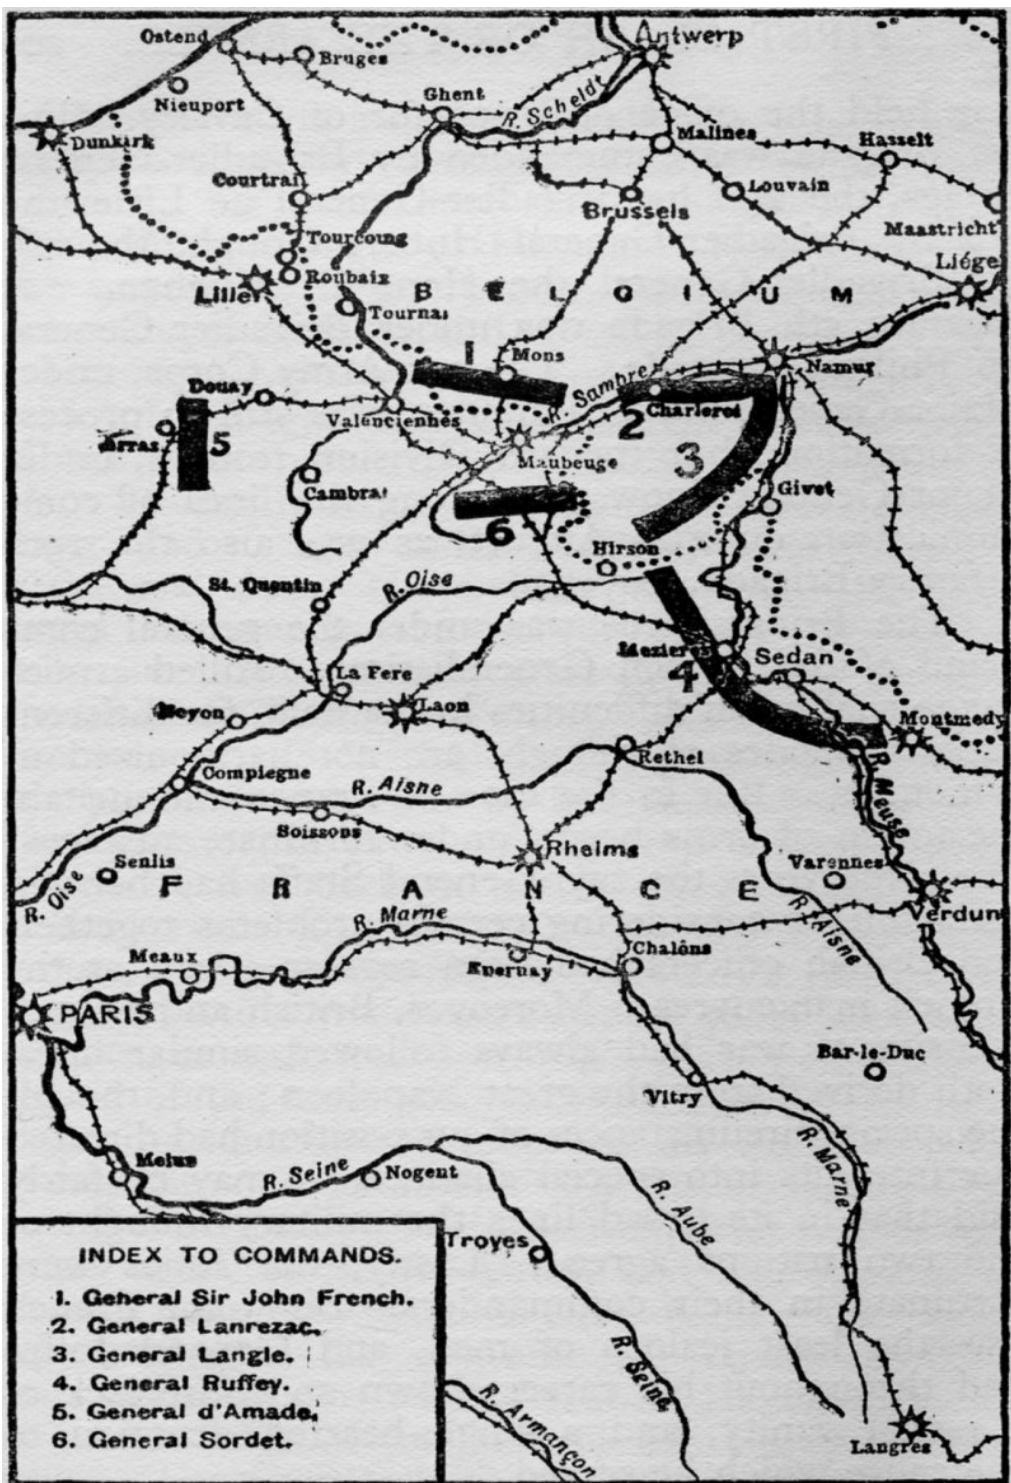 Ostend
Bruges
Antwerp
Nieuport
Ghent
R. Scheldt
Dunkirk
Malines
Hasselt
Courtrai
Louvain
Brussels
Maastricht
Tourcoung
Roubaix
Liége
Lille
BELGIUM
Tournai
1
Mons
Namur
R. Sambre
Douay
Charleroi
2
Valenciennes
Arras
5
3
Maubeuge
Cambrai
Givet
6
Hirson
St. Quentin
R. Oise
Mezieres
Sedan
4
La Fere
Noyon
Laon
Montmedy
Rethel
R. Meuse
Compiegne
R. Aisne
Soissons
Rheims
Senlis
Varennes
FRANCE
R. Oise
R. Marne
Verdun
R. Aisne
Meaux
Epernay
Chalôns
PARIS
Bar-le-Duc
Vitry
R. Marne
Melun
R. Seine
Nogent
R. Aube
Troyes
R. Seine
R. Armançon
Langres
INDEX TO COMMANDS.
1. General Sir John French.
2. General Lanrezac.
3. General Langle.
4. General Ruffey.
5. General d'Amade.
6. General Sordet.